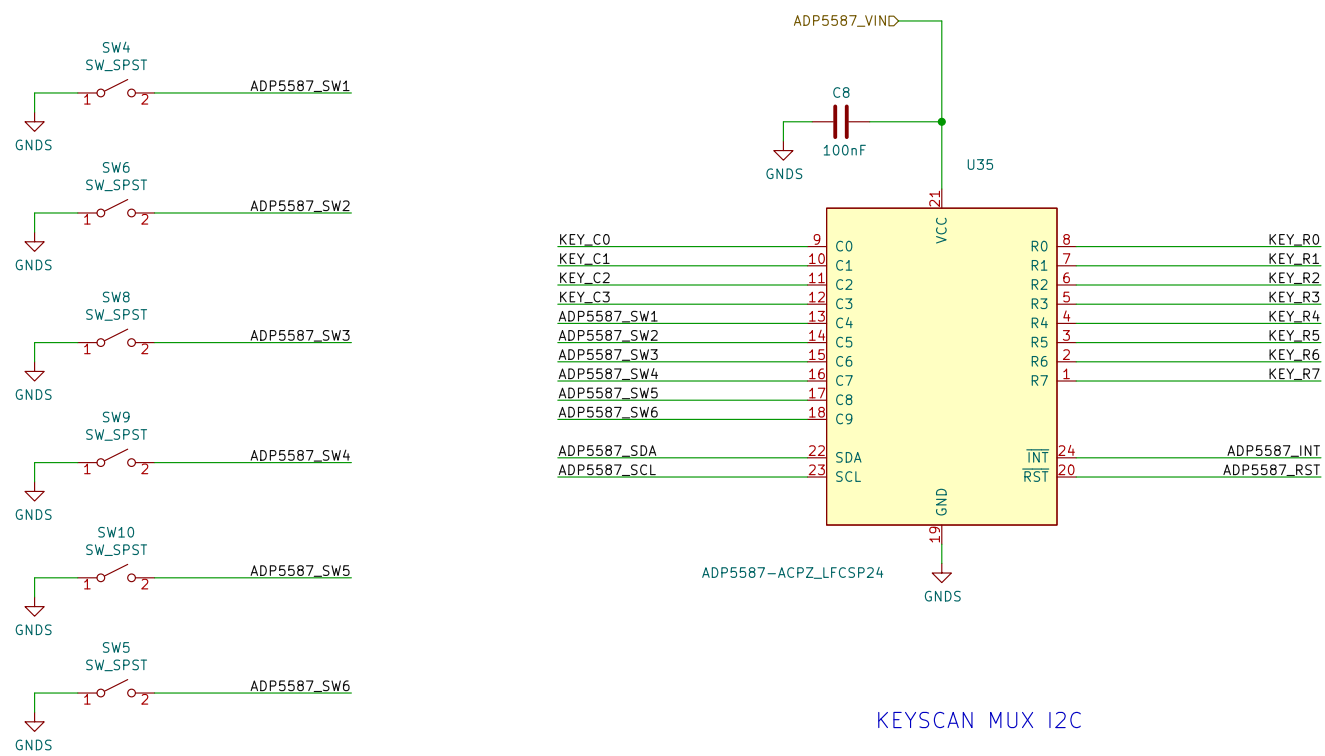 SW4
SW_SPST
1
2
ADP5587_SW1
GNDS
SW6
SW_SPST
1
2
ADP5587_SW2
GNDS
SW8
SW_SPST
1
2
ADP5587_SW3
GNDS
SW9
SW_SPST
1
2
ADP5587_SW4
GNDS
SW10
SW_SPST
1
2
ADP5587_SW5
GNDS
SW5
SW_SPST
1
2
ADP5587_SW6
GNDS
ADP5587_VIN
C8
100nF
GNDS
U35
21
VCC
KEY_C0 9 C0
KEY_C1 10 C1
KEY_C2 11 C2
KEY_C3 12 C3
ADP5587_SW1 13 C4
ADP5587_SW2 14 C5
ADP5587_SW3 15 C6
ADP5587_SW4 16 C7
ADP5587_SW5 17 C8
ADP5587_SW6 18 C9
ADP5587_SDA 22 SDA
ADP5587_SCL 23 SCL
R0 8 KEY_R0
R1 7 KEY_R1
R2 6 KEY_R2
R3 5 KEY_R3
R4 4 KEY_R4
R5 3 KEY_R5
R6 2 KEY_R6
R7 1 KEY_R7
INT 24 ADP5587_INT
RST 20 ADP5587_RST
GND
19
ADP5587-ACPZ_LFCSP24
GNDS
KEYSCAN MUX I2C